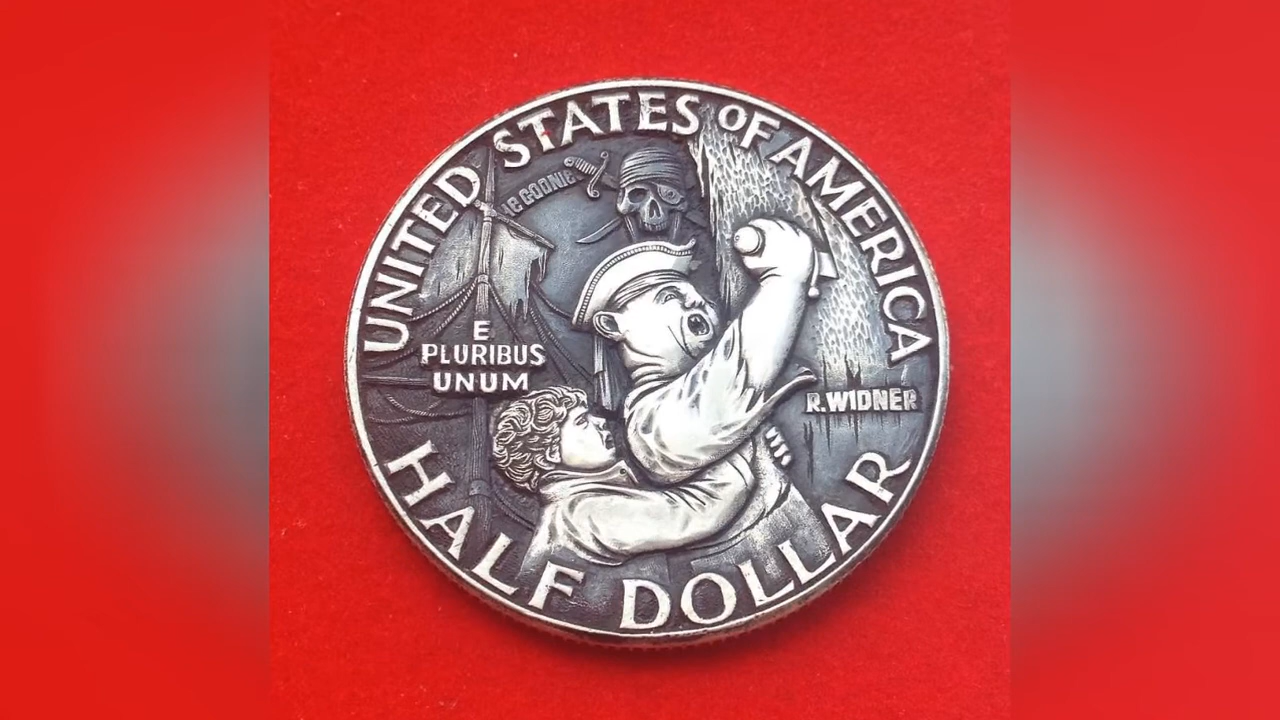 UNITED STATES OF AMERICA
E
PLURIBUS
UNUM
R.WIDNER
HALF DOLLAR